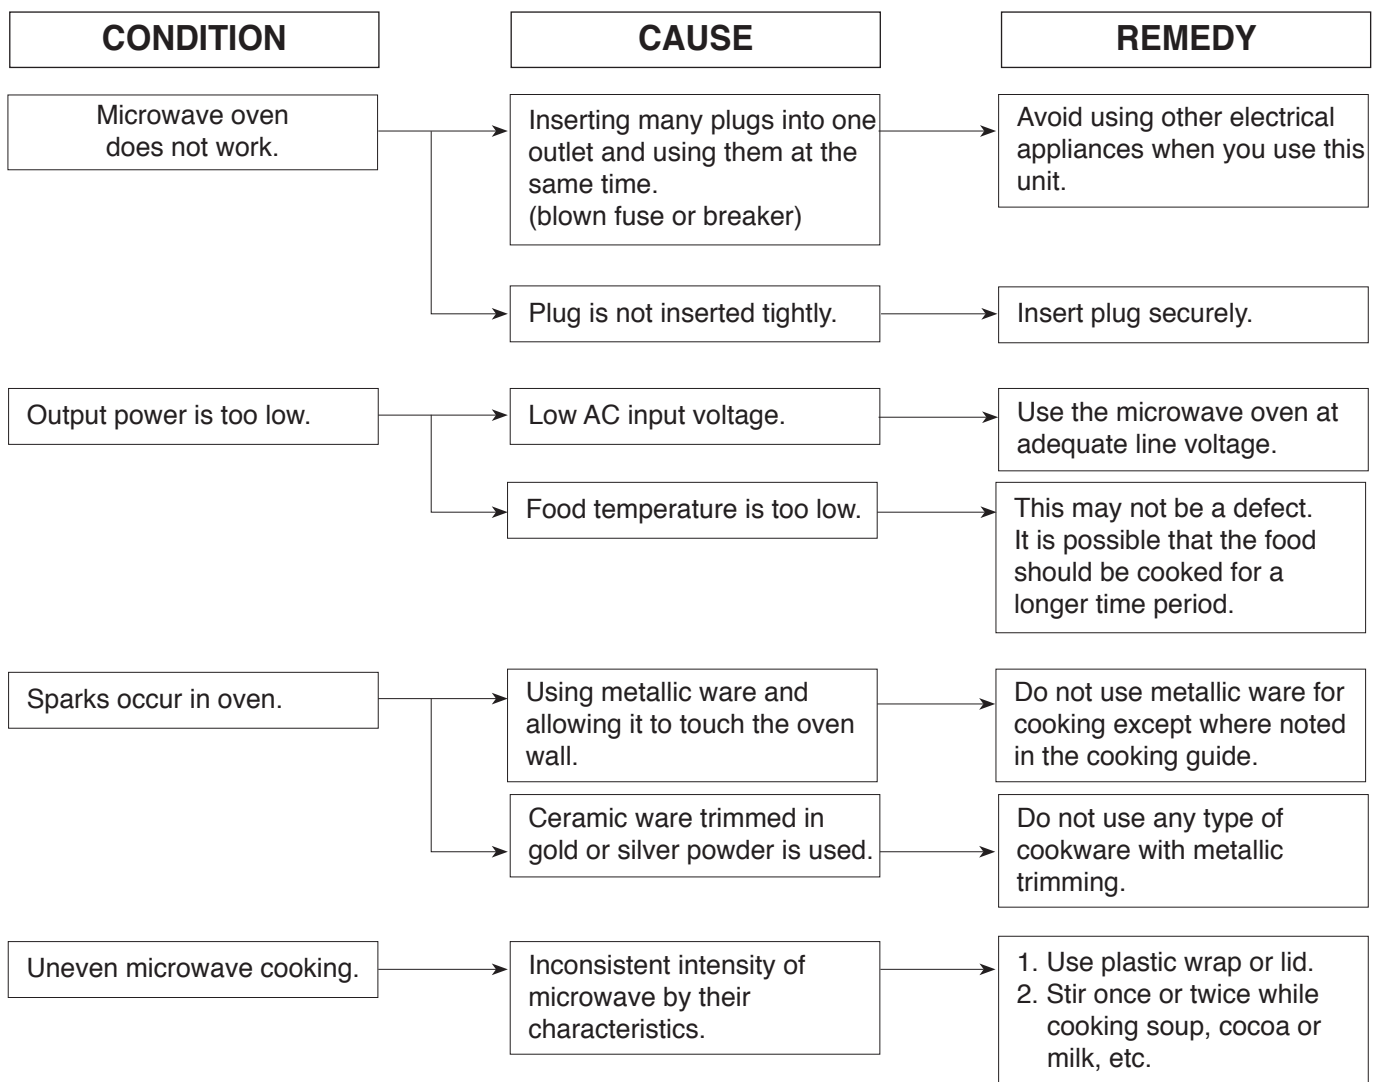 CONDITION
CAUSE
REMEDY
Microwave oven
does not work.
Inserting many plugs into one
outlet and using them at the
same time.
(blown fuse or breaker)
Avoid using other electrical
appliances when you use this
unit.
Plug is not inserted tightly.
Insert plug securely.
Output power is too low.
Low AC input voltage.
Use the microwave oven at
adequate line voltage.
Food temperature is too low.
This may not be a defect.
It is possible that the food
should be cooked for a
longer time period.
Sparks occur in oven.
Using metallic ware and
allowing it to touch the oven
wall.
Do not use metallic ware for
cooking except where noted
in the cooking guide.
Ceramic ware trimmed in
gold or silver powder is used.
Do not use any type of
cookware with metallic
trimming.
Uneven microwave cooking.
Inconsistent intensity of
microwave by their
characteristics.
1. Use plastic wrap or lid.
2. Stir once or twice while
cooking soup, cocoa or
milk, etc.